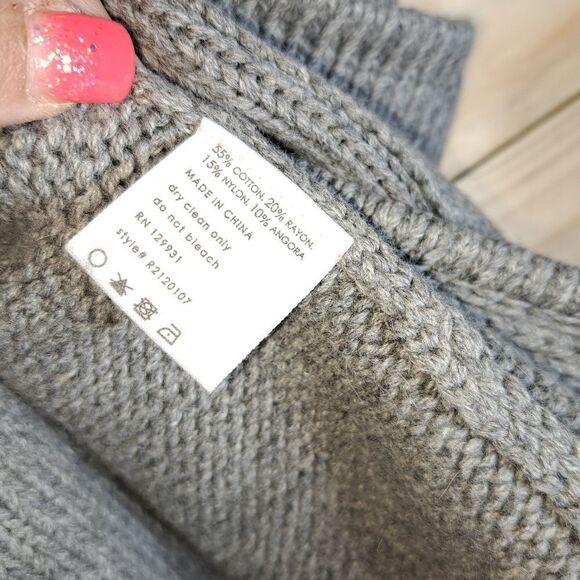 55% COTTON. 20% RAYON.
15% NYLON. 10% ANGORA
MADE IN CHINA
dry clean only
do not bleach
RN 129931
style# R2120107